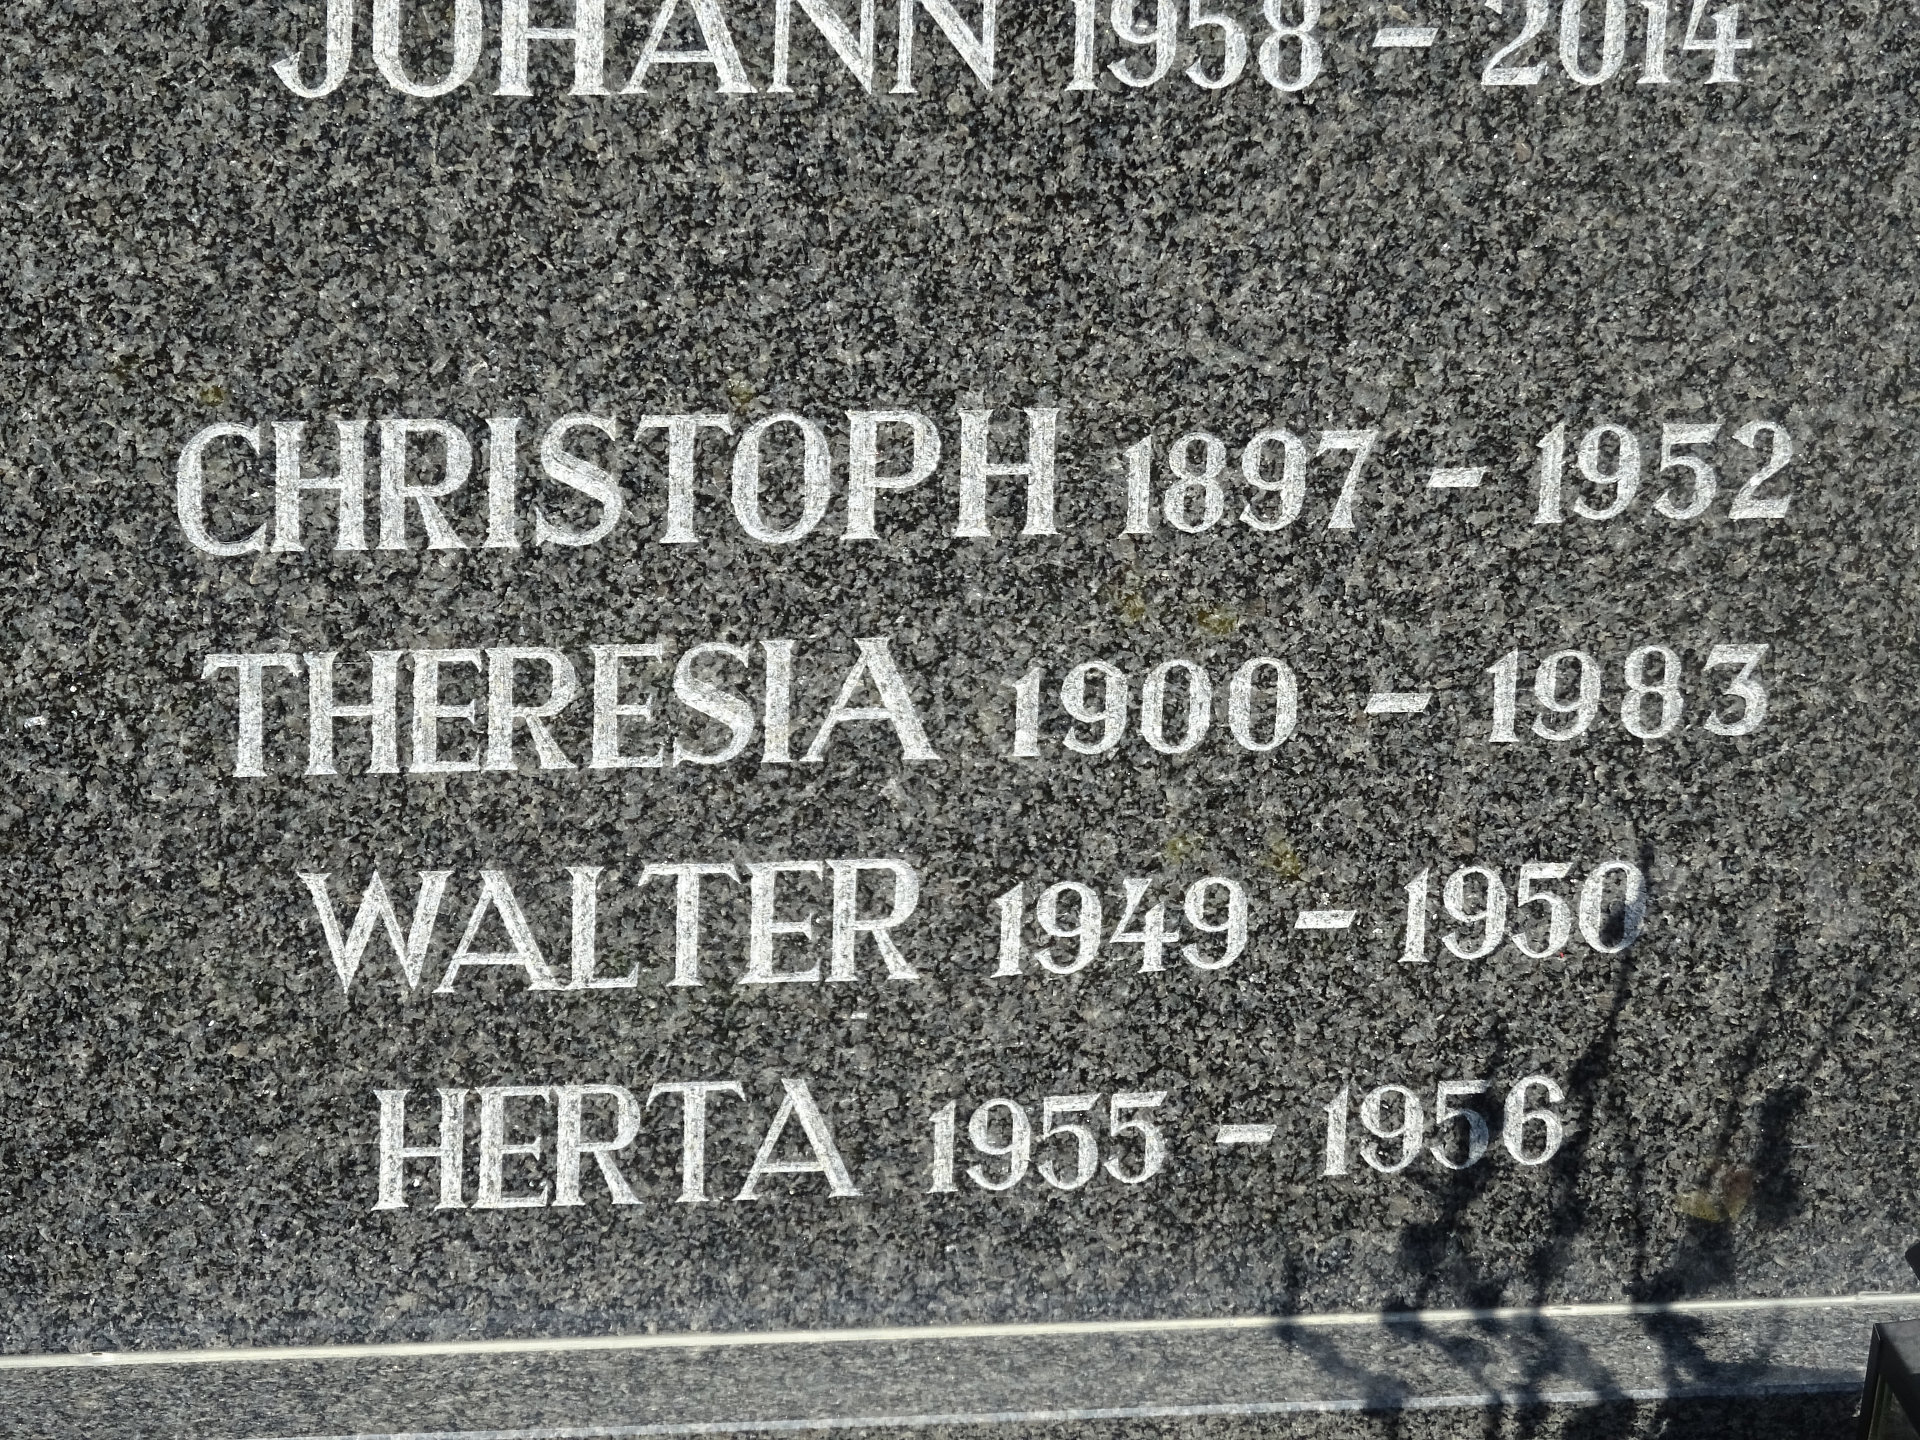 JOHANN 1958 - 2014
CHRISTOPH 1897 - 1952
THERESIA 1900 - 1983
WALTER 1949 - 1950
HERTA 1955 - 1956